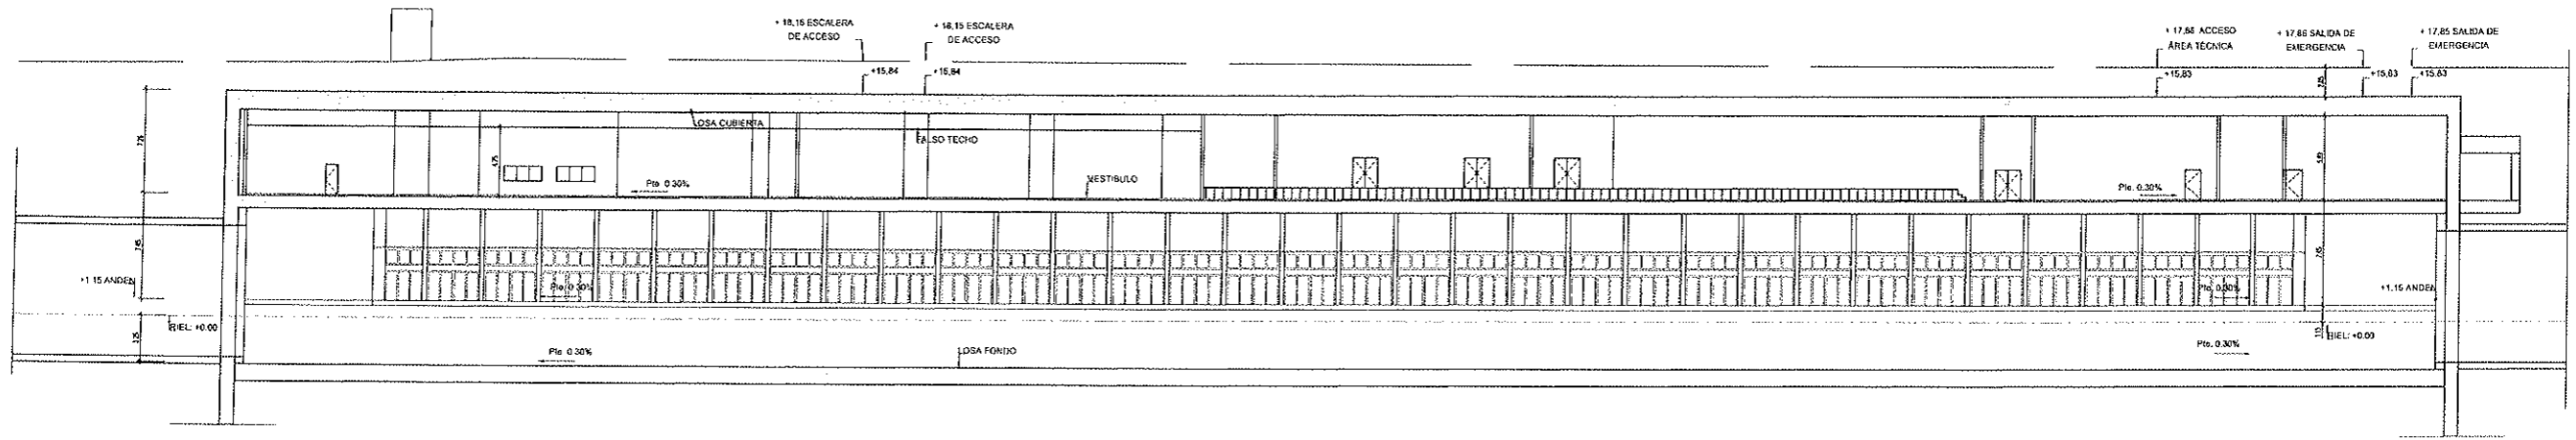 + 18,15 ESCALERA
DE ACCESO
+ 18,15 ESCALERA
DE ACCESO
+ 17,86 ACCESO
ÁREA TÉCNICA
+ 17,86 SALIDA DE
EMERGENCIA
+ 17,85 SALIDA DE
EMERGENCIA
+15,84
+15,84
+15,83
+15,83
+15,83
LOSA CUBIERTA
FALSO TECHO
4,75
VESTIBULO
Pte. 0.30%
Pte. 0.30%
+1.15 ANDEN
Pte. 0.30%
Pte. 0.30%
+1.15 ANDEN
RIEL: +0.00
RIEL: +0.00
Pte. 0.30%
LOSA FONDO
Pte. 0.30%